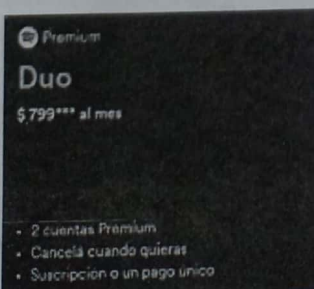 Premium
Duo
$ 799*** al mes
• 2 cuentas Premium
• Cancelá cuando quieras
• Suscripción o un pago único